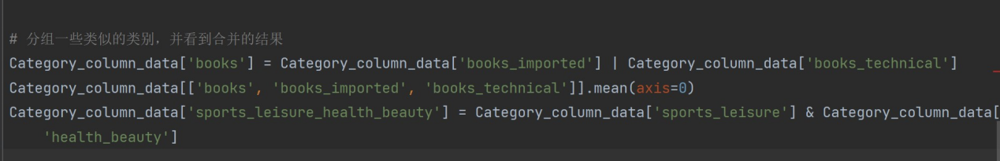 # 分组一些类似的类别，并看到合并的结果
Category_column_data['books'] = Category_column_data['books_imported'] | Category_column_data['books_technical']
Category_column_data[['books', 'books_imported', 'books_technical']].mean(axis=0)
Category_column_data['sports_leisure_health_beauty'] = Category_column_data['sports_leisure'] & Category_column_data[
    'health_beauty']